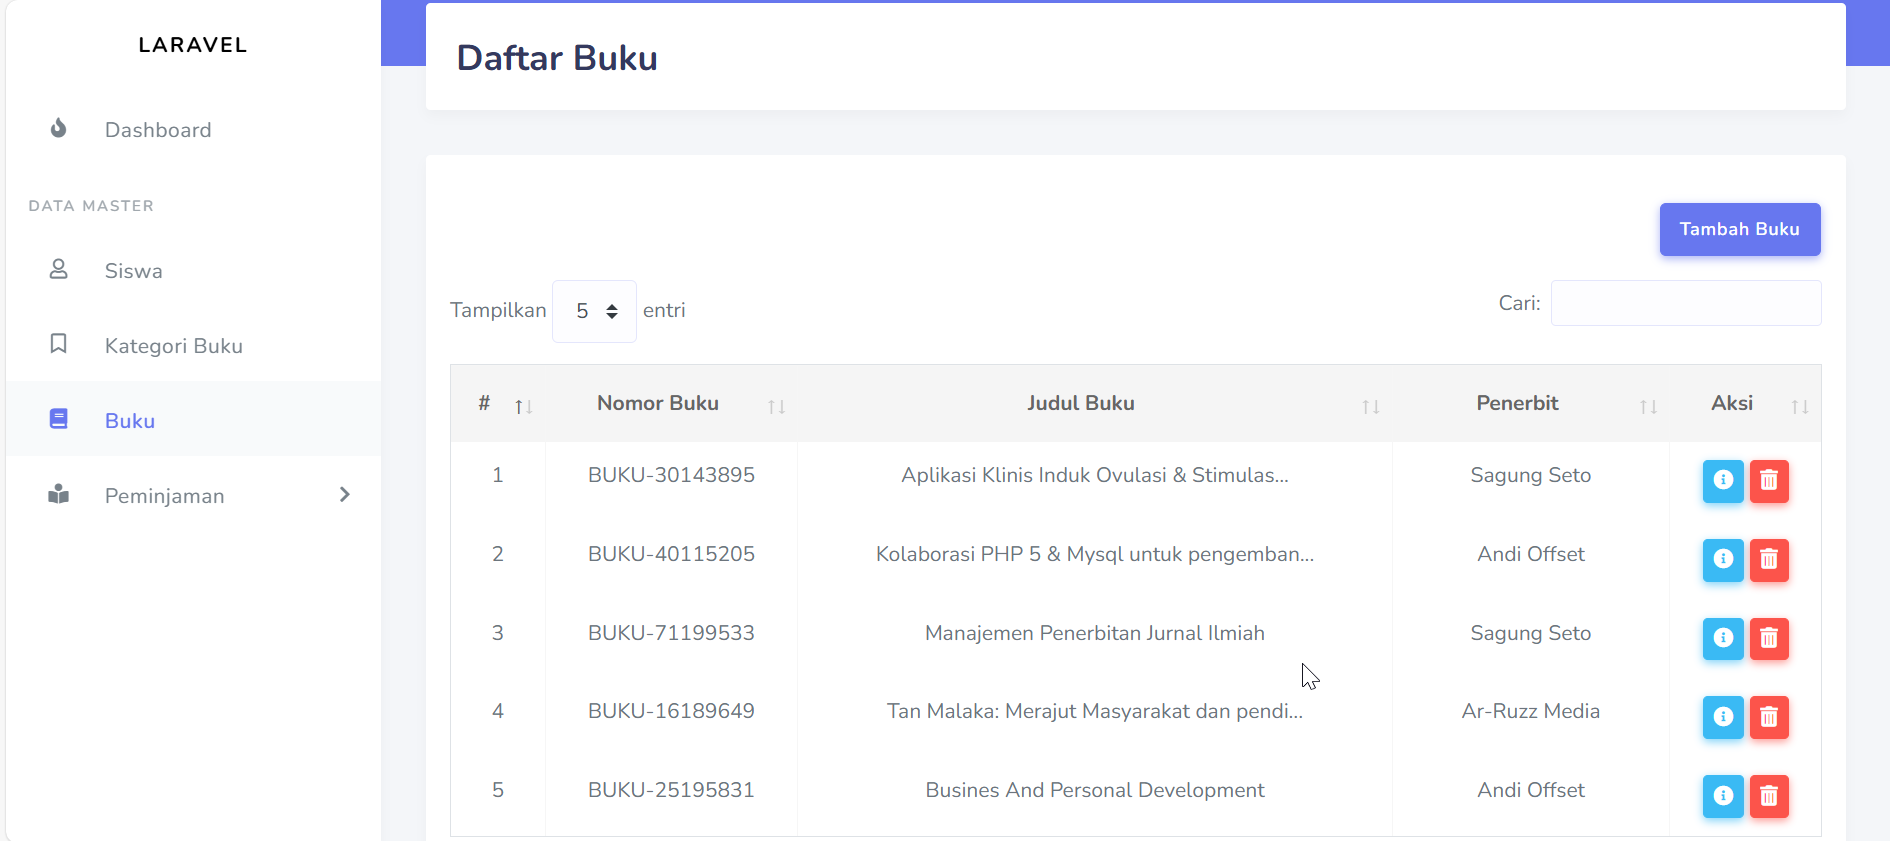 LARAVEL
Dashboard
DATA MASTER
Siswa
Kategori Buku
Buku
Peminjaman
Daftar Buku
Tambah Buku
Tampilkan 5 entri
Cari:
# Nomor Buku Judul Buku Penerbit Aksi
1 BUKU-30143895 Aplikasi Klinis Induk Ovulasi & Stimulas... Sagung Seto
2 BUKU-40115205 Kolaborasi PHP 5 & Mysql untuk pengemban... Andi Offset
3 BUKU-71199533 Manajemen Penerbitan Jurnal Ilmiah Sagung Seto
4 BUKU-16189649 Tan Malaka: Merajut Masyarakat dan pendi... Ar-Ruzz Media
5 BUKU-25195831 Busines And Personal Development Andi Offset